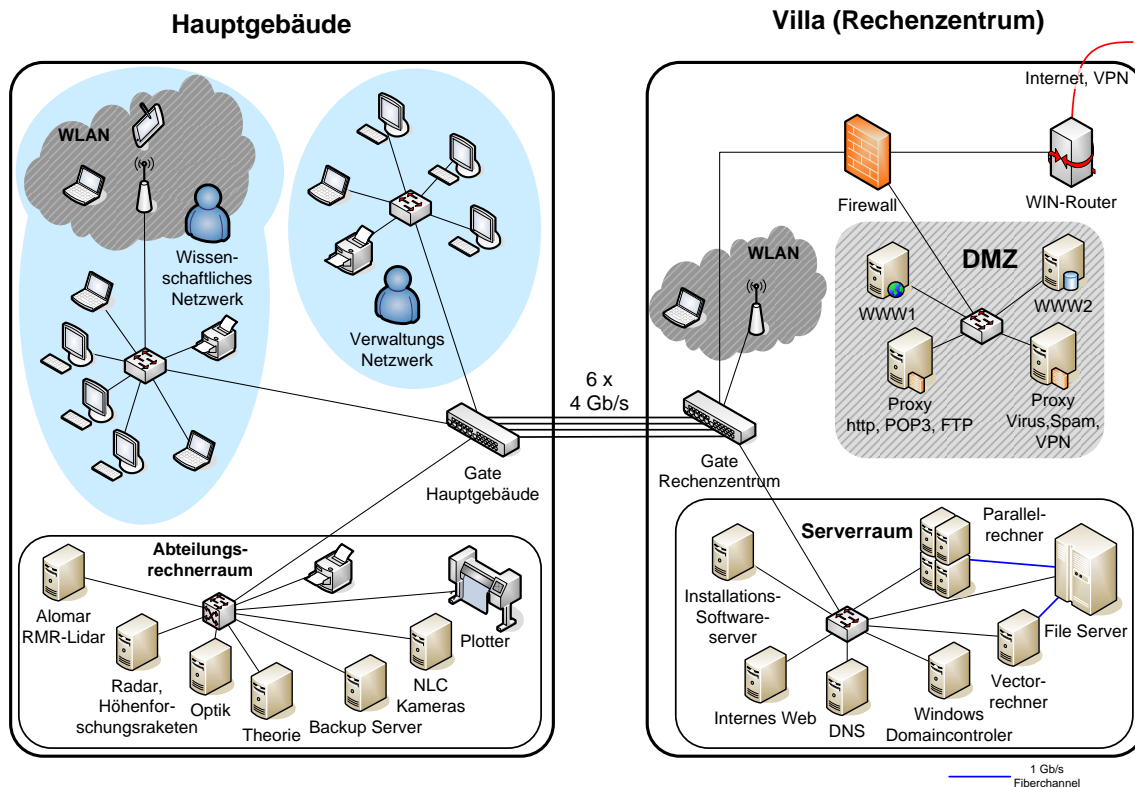 Hauptgebäude
Villa (Rechenzentrum)
WLAN
Wissen-
schaftliches
Netzwerk
Verwaltungs
Netzwerk
Gate
Hauptgebäude
6 x
4 Gb/s
Abteilungs-
rechnerraum
Alomar
RMR-Lidar
Radar,
Höhenfor-
schungsraketen
Optik
Theorie
Backup Server
NLC
Kameras
Plotter
Internet, VPN
Firewall
WIN-Router
WLAN
DMZ
WWW1
WWW2
Proxy
http, POP3, FTP
Proxy
Virus,Spam,
VPN
Gate
Rechenzentrum
Serverraum
Parallel-
rechner
Installations-
Software-
server
File Server
Internes Web
DNS
Windows
Domaincontroler
Vector-
rechner
1 Gb/s
Fiberchannel